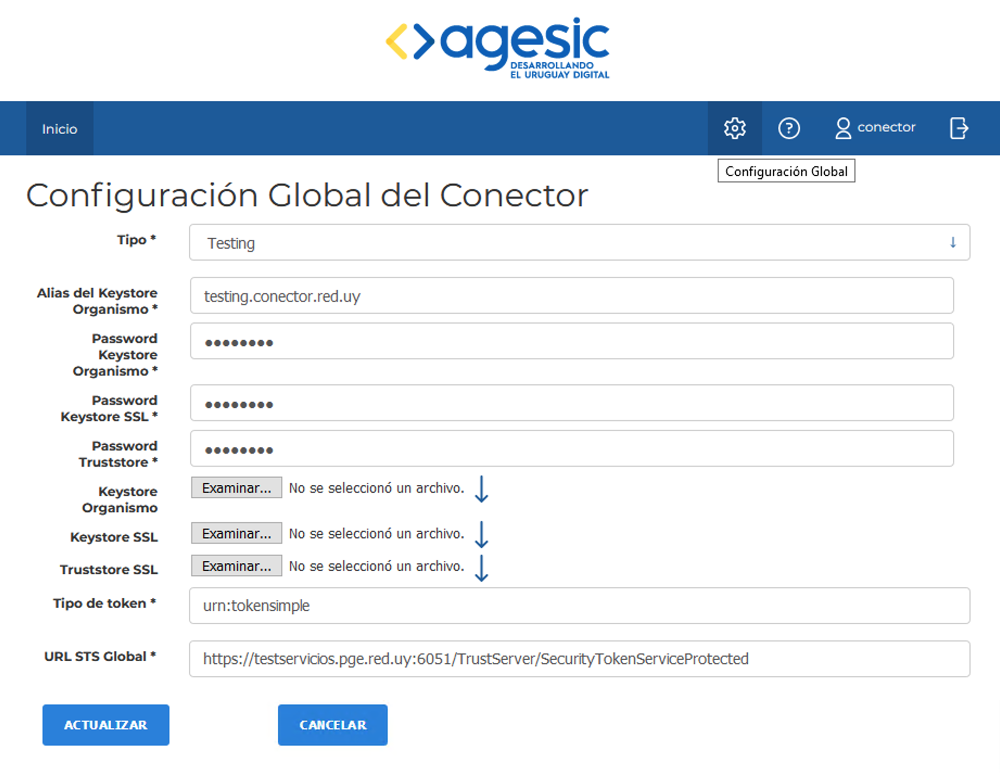 agesic
DESARROLLANDO
EL URUGUAY DIGITAL
Inicio
?
conector
Configuración Global
Configuración Global del Conector
Tipo *
Testing
Alias del Keystore
Organismo *
testing.conector.red.uy
Password
Keystore
Organismo *
••••••••
Password
Keystore SSL *
••••••••
Password
Truststore *
••••••••
Keystore
Organismo
Examinar... No se seleccionó un archivo.
Keystore SSL
Examinar... No se seleccionó un archivo.
Truststore SSL
Examinar... No se seleccionó un archivo.
Tipo de token *
urn:tokensimple
URL STS Global *
https://testservicios.pge.red.uy:6051/TrustServer/SecurityTokenServiceProtected
ACTUALIZAR
CANCELAR